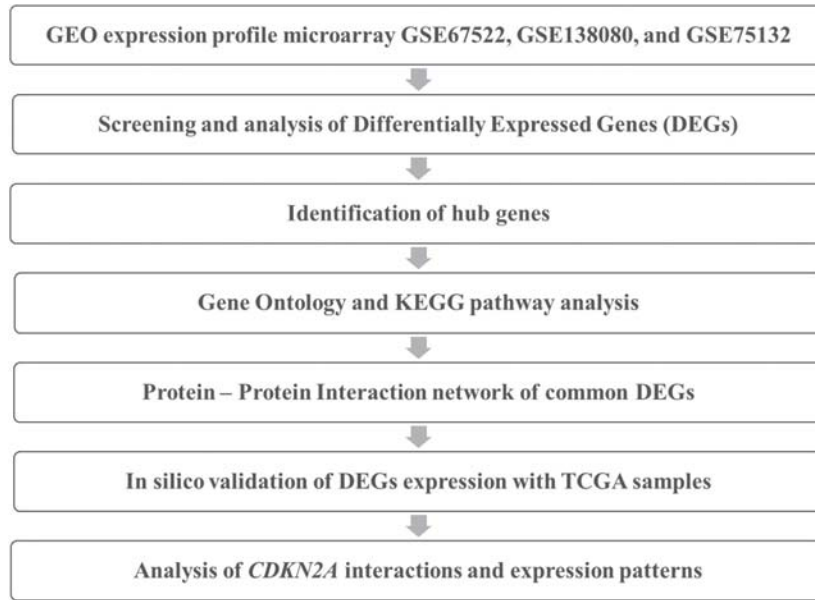 GEO expression profile microarray GSE67522, GSE138080, and GSE75132
Screening and analysis of Differentially Expressed Genes (DEGs)
Identification of hub genes
Gene Ontology and KEGG pathway analysis
Protein – Protein Interaction network of common DEGs
In silico validation of DEGs expression with TCGA samples
Analysis of CDKN2A interactions and expression patterns